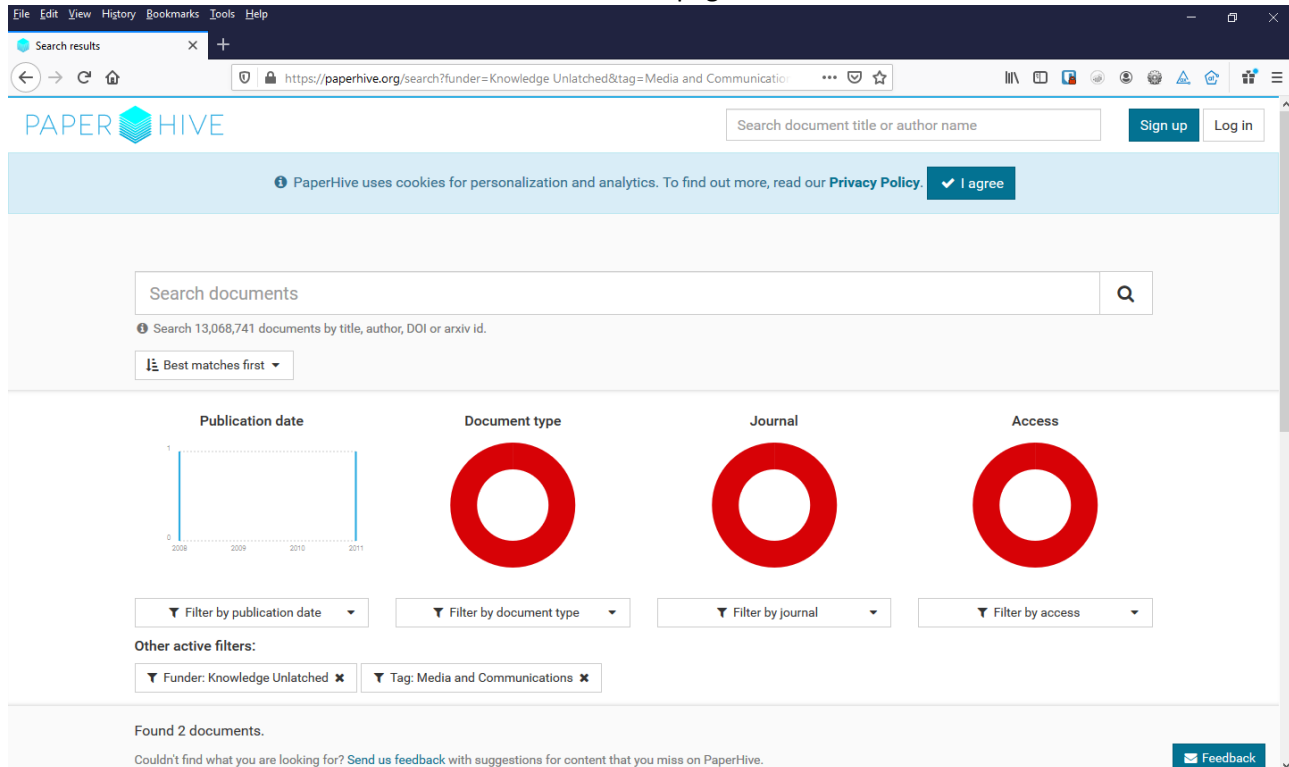 File Edit View History Bookmarks Tools Help
Search results
https://paperhive.org/search?funder=Knowledge Unlatched&tag=Media and Communication
PAPER HIVE
Search document title or author name
Sign up
Log in
PaperHive uses cookies for personalization and analytics. To find out more, read our Privacy Policy.
I agree
Search documents
Search 13,068,741 documents by title, author, DOI or arxiv id.
Best matches first
Publication date
Document type
Journal
Access
1
0
2008 2009 2010 2011
Filter by publication date
Filter by document type
Filter by journal
Filter by access
Other active filters:
Funder: Knowledge Unlatched
Tag: Media and Communications
Found 2 documents.
Couldn't find what you are looking for? Send us feedback with suggestions for content that you miss on PaperHive.
Feedback